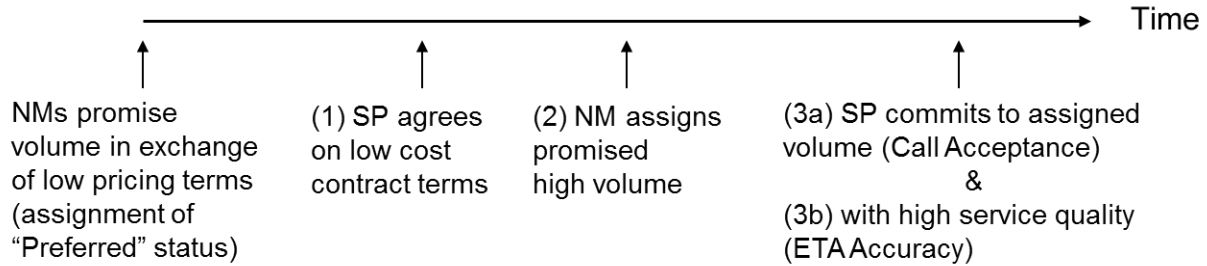 Time
NMs promise
volume in exchange
of low pricing terms
(assignment of
“Preferred” status)
(1) SP agrees
on low cost
contract terms
(2) NM assigns
promised
high volume
(3a) SP commits to assigned
volume (Call Acceptance)
&
(3b) with high service quality
(ETA Accuracy)